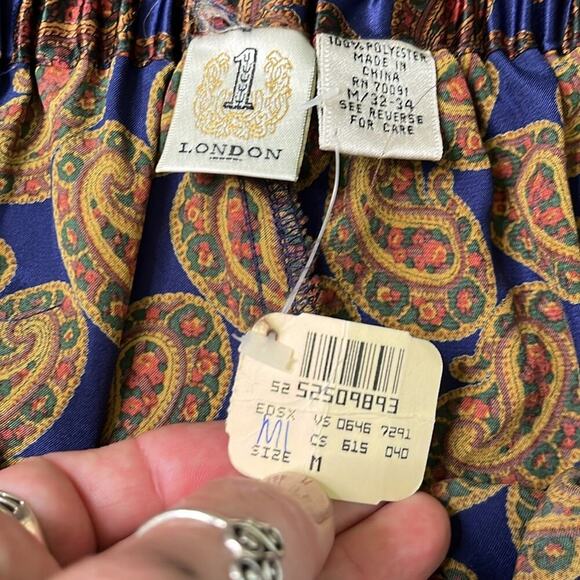 1
LONDON
100% POLYESTER
MADE IN
CHINA
RN 70091
M/32-34
SEE REVERSE
FOR CARE
52 52509893
EDSX VS 0646 7291
CS 615 040
SIZE M